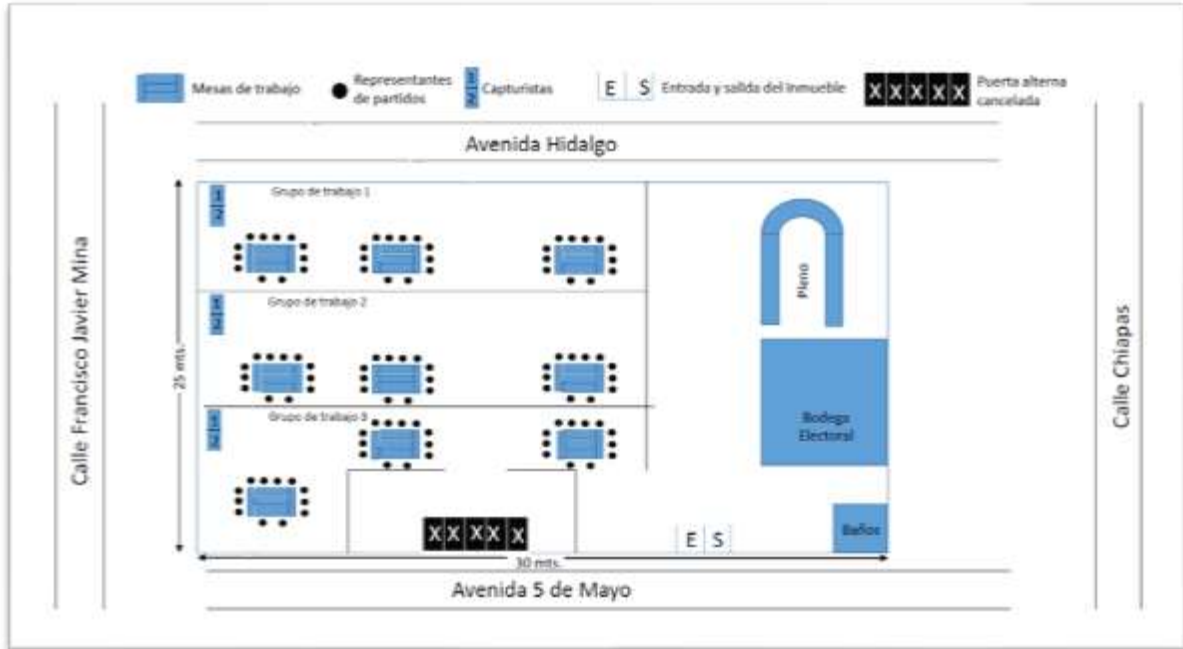 Mesas de trabajo
Representantes
de partidos
Capturistas
E S
Entrada y salida del Inmueble
X X X X X
Puerta alterna
cancelada
Avenida Hidalgo
Calle Francisco Javier Mina
25 mts.
Grupo de trabajo 1
Grupo de trabajo 2
Grupo de trabajo 3
Pleno
Bodega
Electoral
Baños
X X X X X
E S
30 mts.
Avenida 5 de Mayo
Calle Chiapas